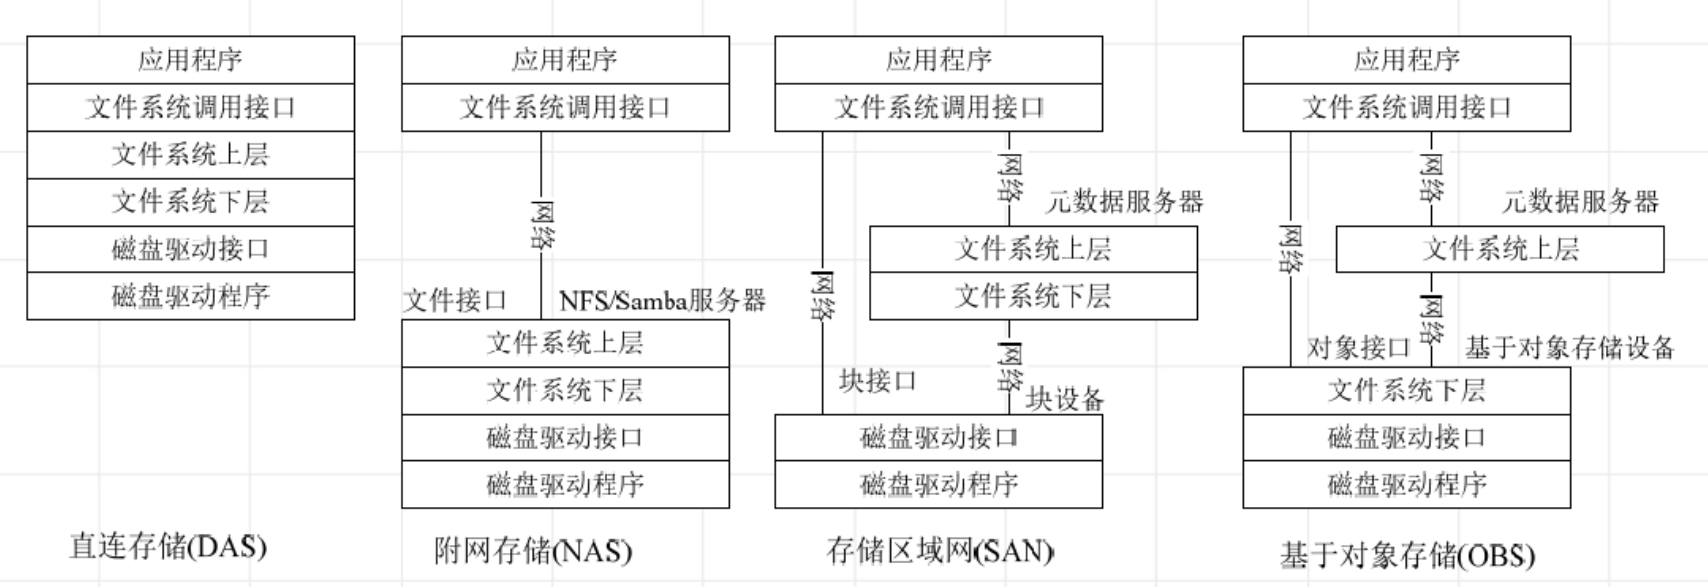 应用程序
文件系统调用接口
文件系统上层
文件系统下层
磁盘驱动接口
磁盘驱动程序
直连存储(DAS)
应用程序
文件系统调用接口
网络
文件接口
NFS/Samba服务器
文件系统上层
文件系统下层
磁盘驱动接口
磁盘驱动程序
附网存储(NAS)
应用程序
文件系统调用接口
网络
元数据服务器
文件系统上层
文件系统下层
网络
网络
块接口
块设备
磁盘驱动接口
磁盘驱动程序
存储区域网(SAN)
应用程序
文件系统调用接口
网络
元数据服务器
网络
文件系统上层
网络
对象接口
基于对象存储设备
文件系统下层
磁盘驱动接口
磁盘驱动程序
基于对象存储(OBS)